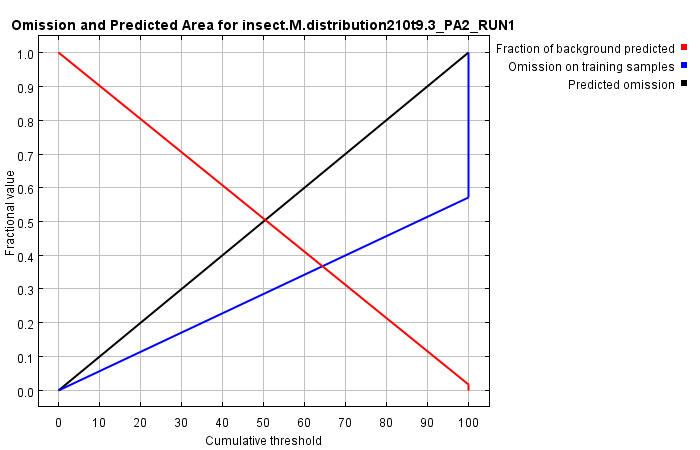 Omission and Predicted Area for insect.M.distribution210t9.3_PA2_RUN1
Fraction of background predicted
Omission on training samples
Predicted omission
Fractional value
1.0
0.9
0.8
0.7
0.6
0.5
0.4
0.3
0.2
0.1
0.0
0 10 20 30 40 50 60 70 80 90 100
Cumulative threshold